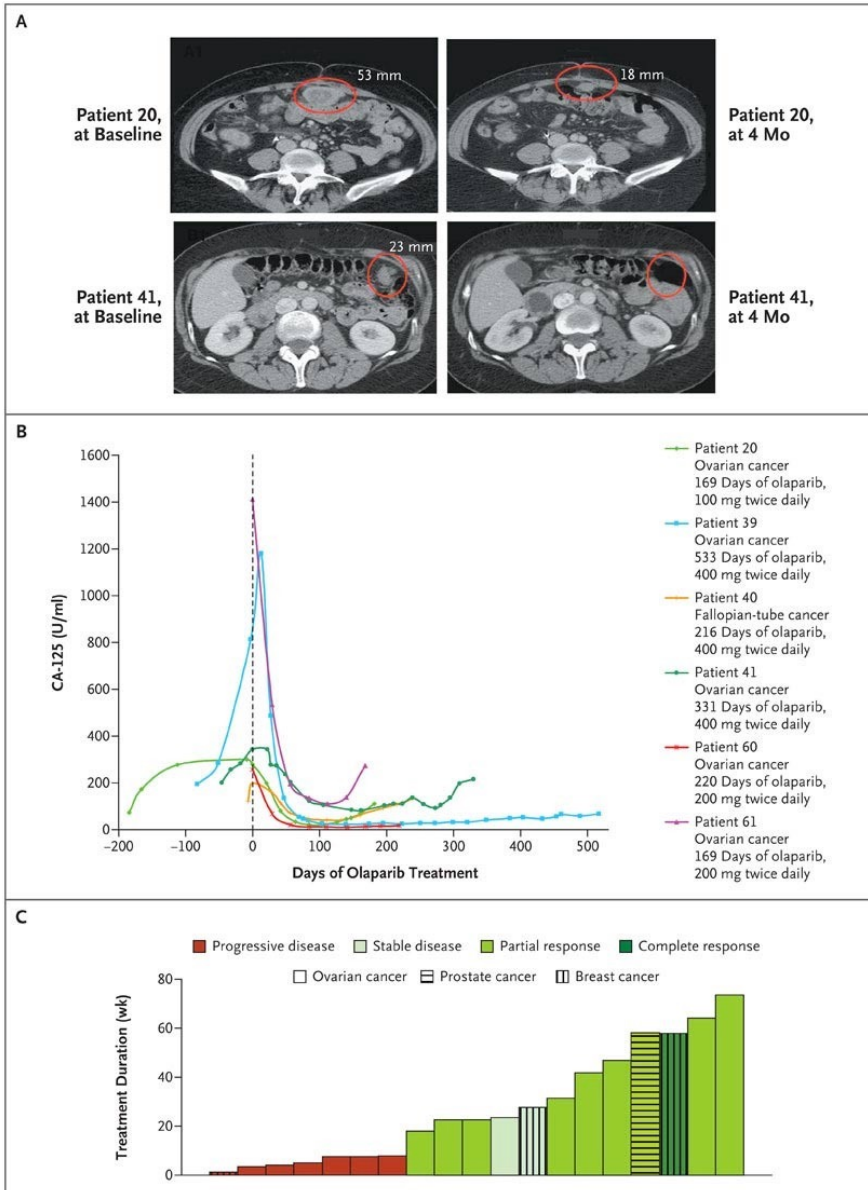 A
A1
53 mm
18 mm
Patient 20,
at Baseline
Patient 20,
at 4 Mo
23 mm
Patient 41,
at Baseline
Patient 41,
at 4 Mo
B
1600
1400
1200
1000
800
600
400
200
0
CA-125 (U/ml)
−200
−100
0
100
200
300
400
500
Days of Olaparib Treatment
Patient 20
Ovarian cancer
169 Days of olaparib,
100 mg twice daily
Patient 39
Ovarian cancer
533 Days of olaparib,
400 mg twice daily
Patient 40
Fallopian-tube cancer
216 Days of olaparib,
400 mg twice daily
Patient 41
Ovarian cancer
331 Days of olaparib,
400 mg twice daily
Patient 60
Ovarian cancer
220 Days of olaparib,
200 mg twice daily
Patient 61
Ovarian cancer
169 Days of olaparib,
200 mg twice daily
C
Progressive disease
Stable disease
Partial response
Complete response
Ovarian cancer
Prostate cancer
Breast cancer
80
60
40
20
0
Treatment Duration (wk)